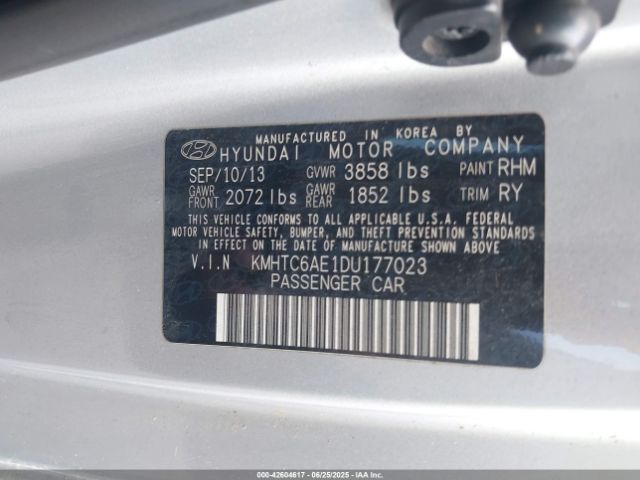 MANUFACTURED IN KOREA BY
HYUNDAI MOTOR COMPANY
SEP/10/13 GVWR 3858 lbs PAINT RHM
GAWR FRONT 2072 lbs GAWR REAR 1852 lbs TRIM RY
THIS VEHICLE CONFORMS TO ALL APPLICABLE U.S.A. FEDERAL
MOTOR VEHICLE SAFETY, BUMPER, AND THEFT PREVENTION STANDARDS
IN EFFECT ON THE DATE OF MANUFACTURE SHOWN ABOVE.
V.I.N KMHTC6AE1DU177023
PASSENGER CAR
000-42604617 - 06/25/2025 - IAAI.COM